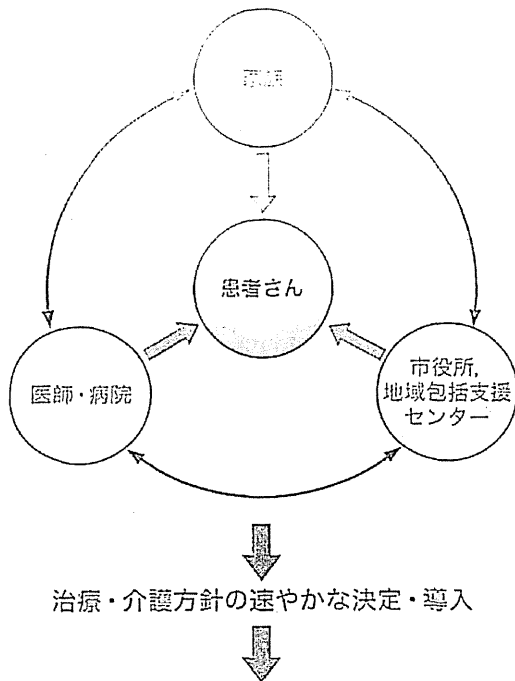 患者さん
医師・病院
市役所，
地域包括支援
センター
治療・介護方針の速やかな決定・導入